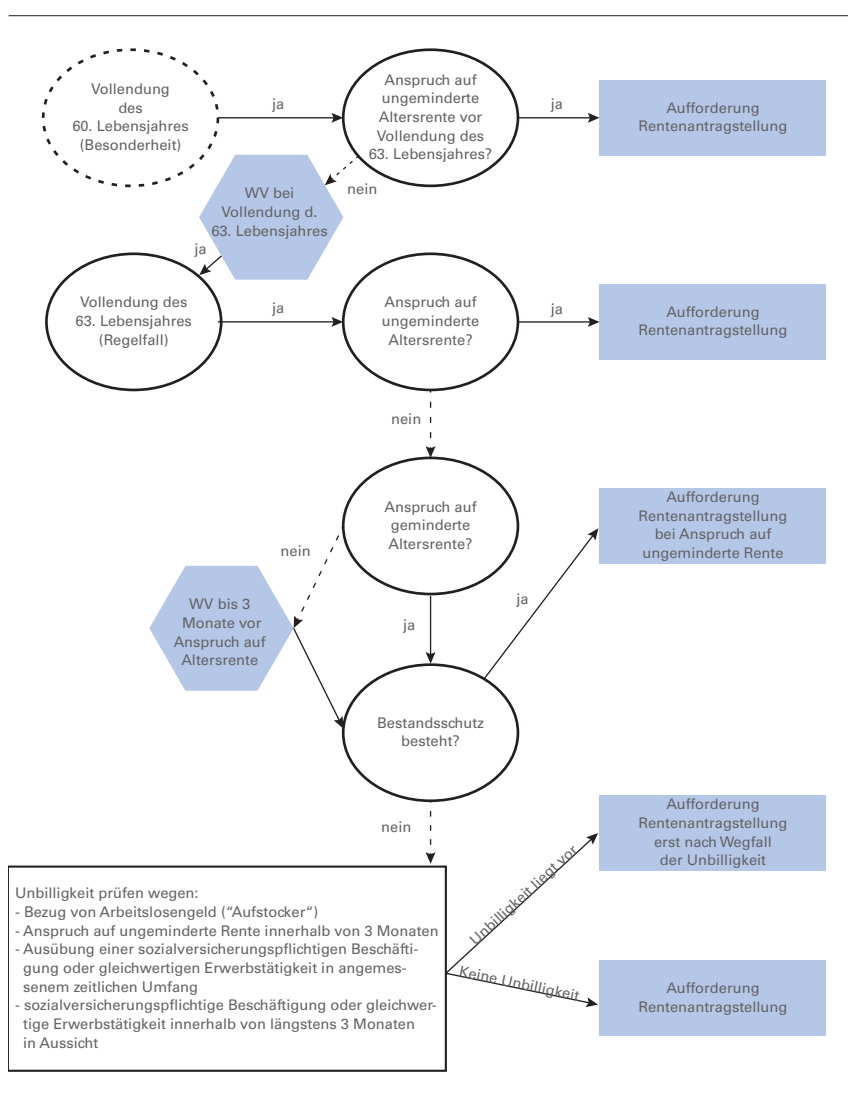 Vollendung
des
60. Lebensjahres
(Besonderheit)
ja
Anspruch auf
ungeminderte
Altersrente vor
Vollendung des
63. Lebensjahres?
ja
Aufforderung
Rentenantragstellung
nein
WV bei
Vollendung d.
63. Lebensjahres
ja
Vollendung des
63. Lebensjahres
(Regelfall)
ja
Anspruch auf
ungeminderte
Altersrente?
ja
Aufforderung
Rentenantragstellung
nein
Anspruch auf
geminderte
Altersrente?
Aufforderung
Rentenantragstellung
bei Anspruch auf
ungeminderte Rente
nein
WV bis 3
Monate vor
Anspruch auf
Altersrente
ja
ja
Bestandsschutz
besteht?
nein
Aufforderung
Rentenantragstellung
erst nach Wegfall
der Unbilligkeit
Unbilligkeit liegt vor
Unbilligkeit prüfen wegen:
- Bezug von Arbeitslosengeld (“Aufstocker“)
- Anspruch auf ungeminderte Rente innerhalb von 3 Monaten
- Ausübung einer sozialversicherungspflichtigen Beschäfti-
gung oder gleichwertigen Erwerbstätigkeit in angemes-
senem zeitlichen Umfang
- sozialversicherungspflichtige Beschäftigung oder gleichwer-
tige Erwerbstätigkeit innerhalb von längstens 3 Monaten
in Aussicht
Keine Unbilligkeit
Aufforderung
Rentenantragstellung